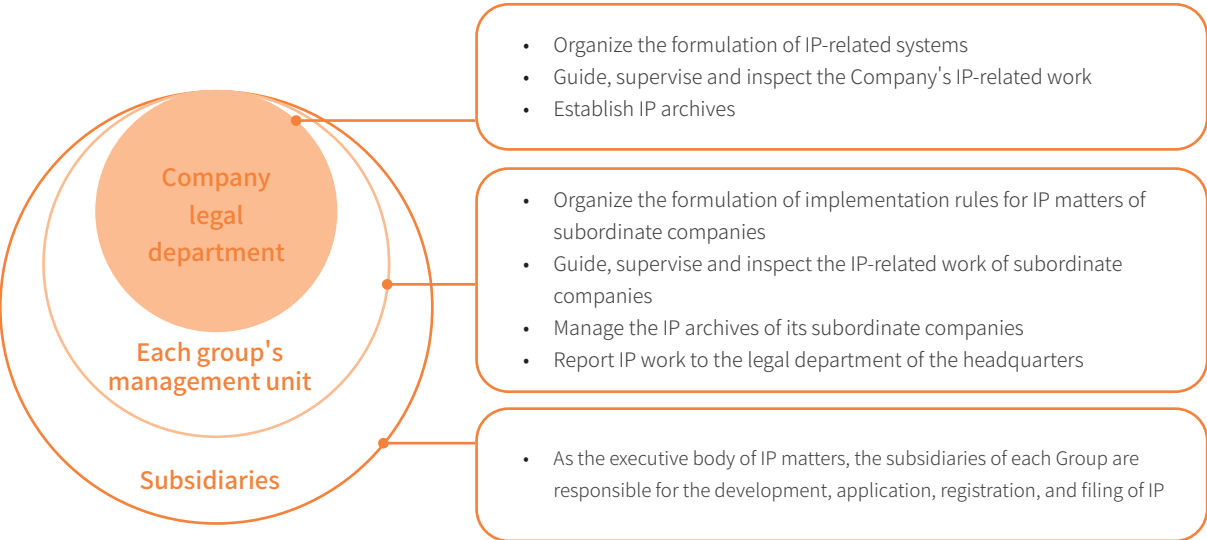 Company
legal
department
Each group's
management unit
Subsidiaries
• Organize the formulation of IP-related systems
• Guide, supervise and inspect the Company's IP-related work
• Establish IP archives
• Organize the formulation of implementation rules for IP matters of
subordinate companies
• Guide, supervise and inspect the IP-related work of subordinate
companies
• Manage the IP archives of its subordinate companies
• Report IP work to the legal department of the headquarters
• As the executive body of IP matters, the subsidiaries of each Group are
responsible for the development, application, registration, and filing of IP